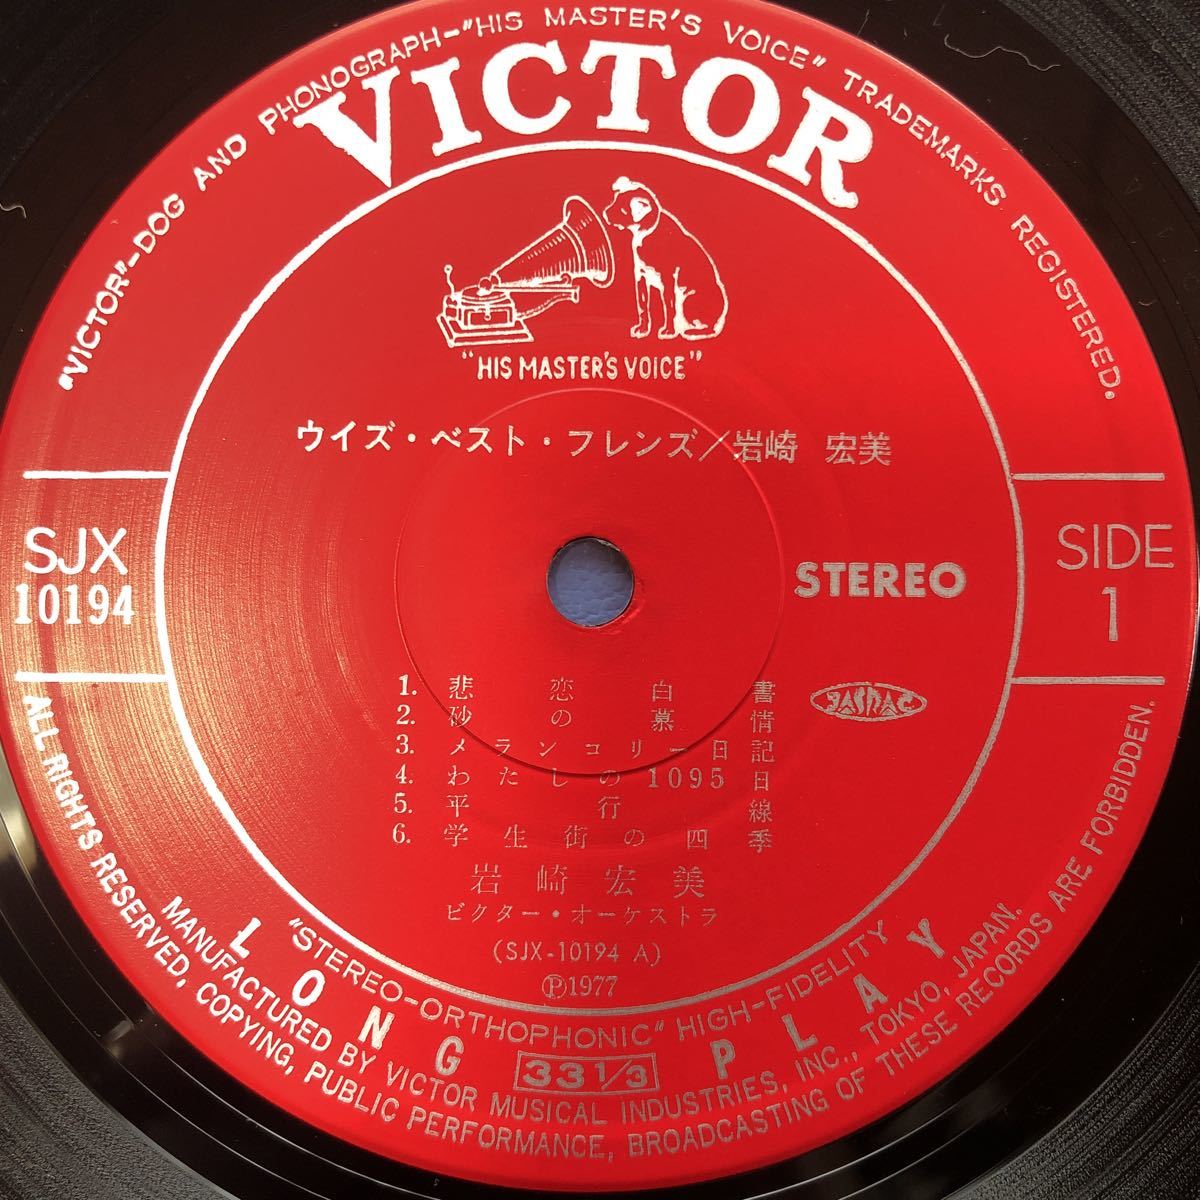 "VICTOR"-DOG AND PHONOGRAPH-"HIS MASTER'S VOICE" TRADEMARKS REGISTERED.
VICTOR
"HIS MASTER'S VOICE"
ウイズ・ベスト・フレンズ／岩崎 宏美
SJX
10194
STEREO
SIDE
1
JASRAC
1. 悲恋白書
2. 砂の慕情
3. メランコリー日記
4. わたしの1095日
5. 平行線
6. 学生街の四季
岩崎宏美
ビクター・オーケストラ
(SJX-10194 A)
Ⓟ1977
"STEREO-ORTHOPHONIC" HIGH-FIDELITY
LONG 33 1/3 PLAY
MANUFACTURED BY VICTOR MUSICAL INDUSTRIES, INC., TOKYO, JAPAN.
ALL RIGHTS RESERVED, COPYING, PUBLIC PERFORMANCE, BROADCASTING OF THESE RECORDS ARE FORBIDDEN.